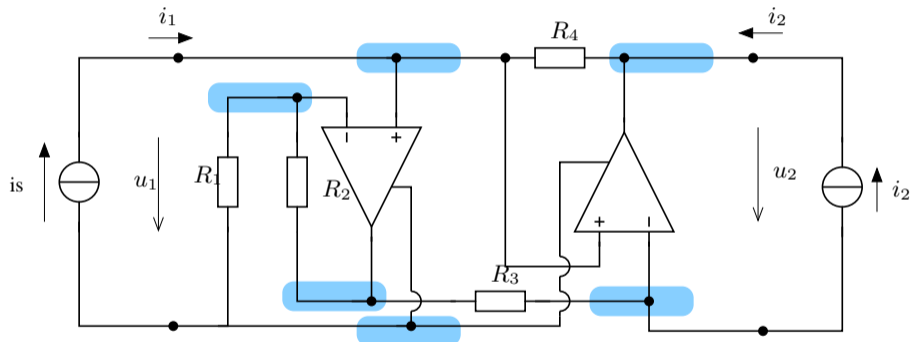 i₁
i₂
R₄
is
u₁
R₁
R₂
u₂
i₂
R₃